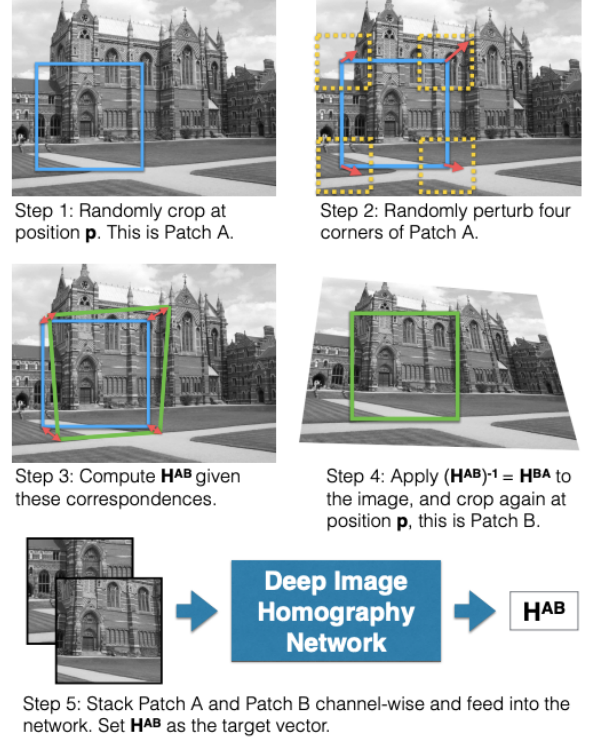 Step 1: Randomly crop at
position p. This is Patch A.
Step 2: Randomly perturb four
corners of Patch A.
Step 3: Compute HAB given
these correspondences.
Step 4: Apply (HAB)-1 = HBA to
the image, and crop again at
position p, this is Patch B.
Deep Image
Homography
Network
HAB
Step 5: Stack Patch A and Patch B channel-wise and feed into the
network. Set HAB as the target vector.